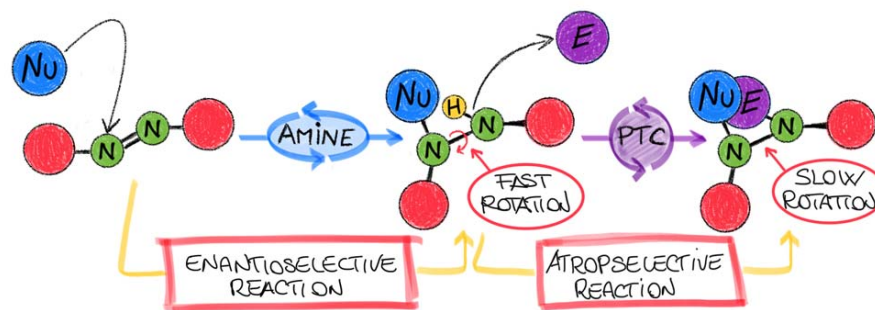 Nu
N
N
AMINE
Nu
H
N
N
FAST
ROTATION
E
PTC
Nu
E
N
N
SLOW
ROTATION
ENANTIOSELECTIVE
REACTION
ATROPSELECTIVE
REACTION